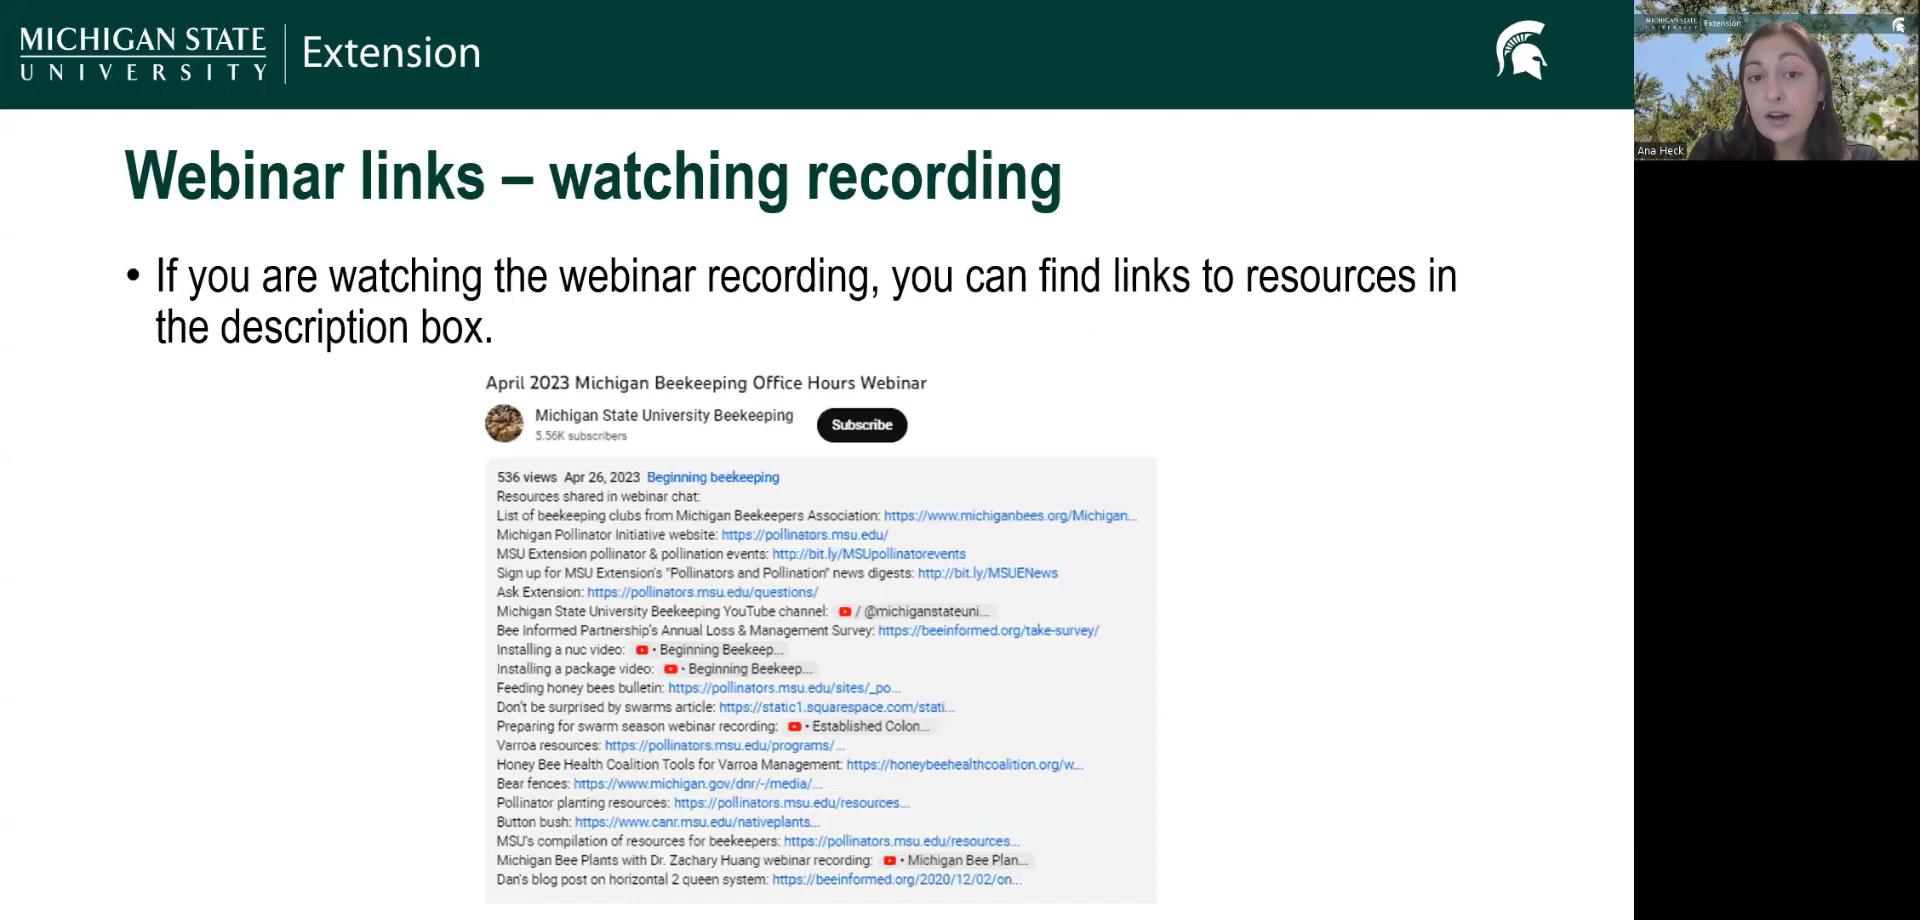 MICHIGAN STATE
UNIVERSITY
Extension
MICHIGAN STATE
UNIVERSITY
Extension
Ana Heck
Webinar links – watching recording
• If you are watching the webinar recording, you can find links to resources in
the description box.
April 2023 Michigan Beekeeping Office Hours Webinar
Michigan State University Beekeeping
5.56K subscribers
Subscribe
536 views Apr 26, 2023 Beginning beekeeping
Resources shared in webinar chat:
List of beekeeping clubs from Michigan Beekeepers Association: https://www.michiganbees.org/Michigan...
Michigan Pollinator Initiative website: https://pollinators.msu.edu/
MSU Extension pollinator & pollination events: http://bit.ly/MSUpollinatorevents
Sign up for MSU Extension's "Pollinators and Pollination" news digests: http://bit.ly/MSUENews
Ask Extension: https://pollinators.msu.edu/questions/
Michigan State University Beekeeping YouTube channel: / @michiganstateuni...
Bee Informed Partnership's Annual Loss & Management Survey: https://beeinformed.org/take-survey/
Installing a nuc video: • Beginning Beekeep...
Installing a package video: • Beginning Beekeep...
Feeding honey bees bulletin: https://pollinators.msu.edu/sites/_po...
Don't be surprised by swarms article: https://static1.squarespace.com/stati...
Preparing for swarm season webinar recording: • Established Colon...
Varroa resources: https://pollinators.msu.edu/programs/...
Honey Bee Health Coalition Tools for Varroa Management: https://honeybeehealthcoalition.org/w...
Bear fences: https://www.michigan.gov/dnr/-/media/...
Pollinator planting resources: https://pollinators.msu.edu/resources...
Button bush: https://www.canr.msu.edu/nativeplants...
MSU's compilation of resources for beekeepers: https://pollinators.msu.edu/resources...
Michigan Bee Plants with Dr. Zachary Huang webinar recording: • Michigan Bee Plan...
Dan's blog post on horizontal 2 queen system: https://beeinformed.org/2020/12/02/on...